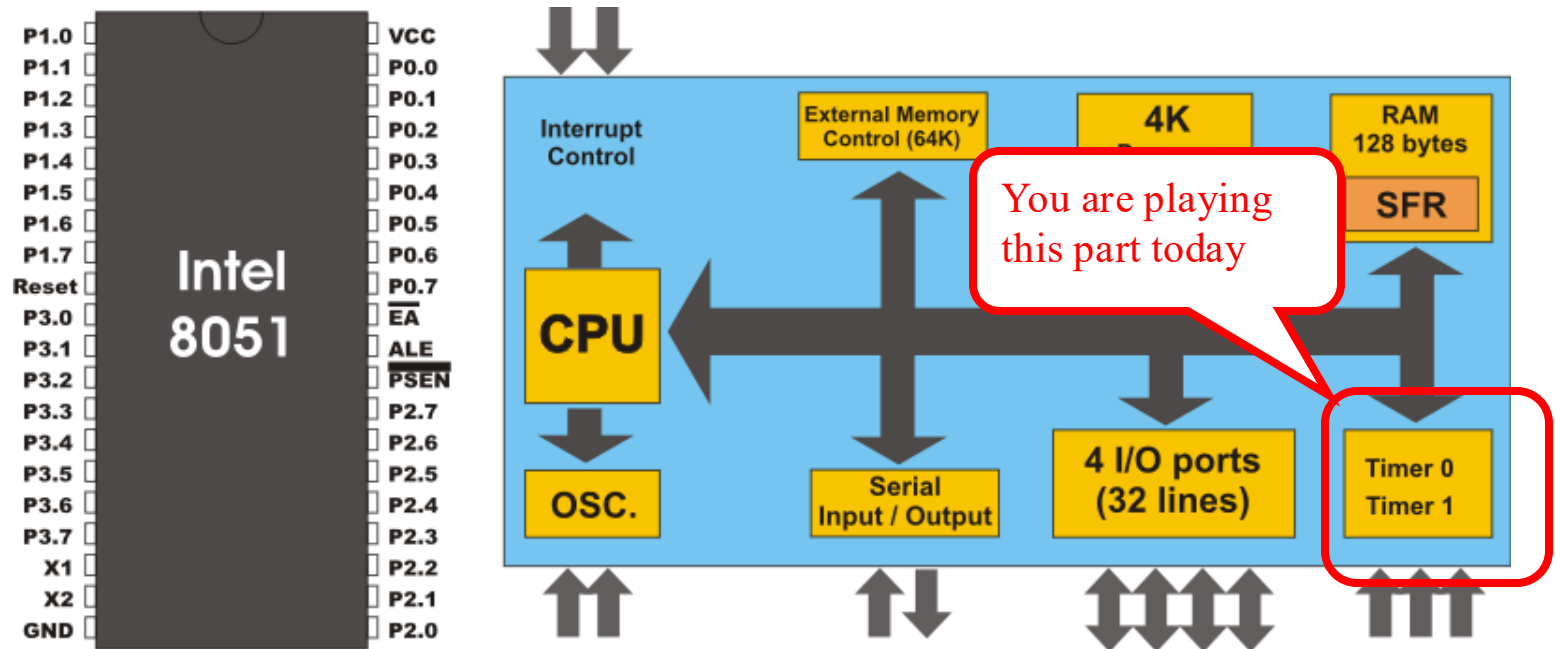 P1.0
P1.1
P1.2
P1.3
P1.4
P1.5
P1.6
P1.7
Reset
P3.0
P3.1
P3.2
P3.3
P3.4
P3.5
P3.6
P3.7
X1
X2
GND
Intel
8051
VCC
P0.0
P0.1
P0.2
P0.3
P0.4
P0.5
P0.6
P0.7
EA
ALE
PSEN
P2.7
P2.6
P2.5
P2.4
P2.3
P2.2
P2.1
P2.0
Interrupt
Control
External Memory
Control (64K)
4K
RAM
128 bytes
SFR
You are playing
this part today
CPU
OSC.
Serial
Input / Output
4 I/O ports
(32 lines)
Timer 0
Timer 1